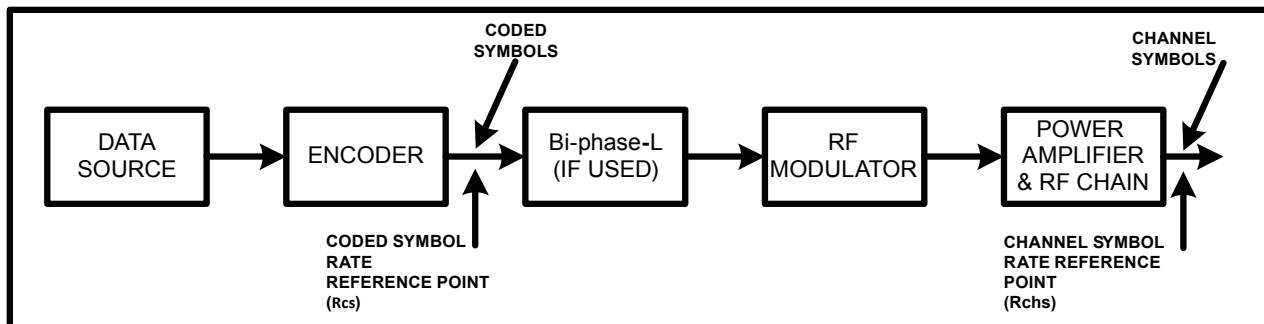 CODED
SYMBOLS
CHANNEL
SYMBOLS
DATA
SOURCE
ENCODER
Bi-phase-L
(IF USED)
RF
MODULATOR
POWER
AMPLIFIER
& RF CHAIN
CODED SYMBOL
RATE
REFERENCE POINT
(Rcs)
CHANNEL SYMBOL
RATE REFERENCE
POINT
(Rchs)